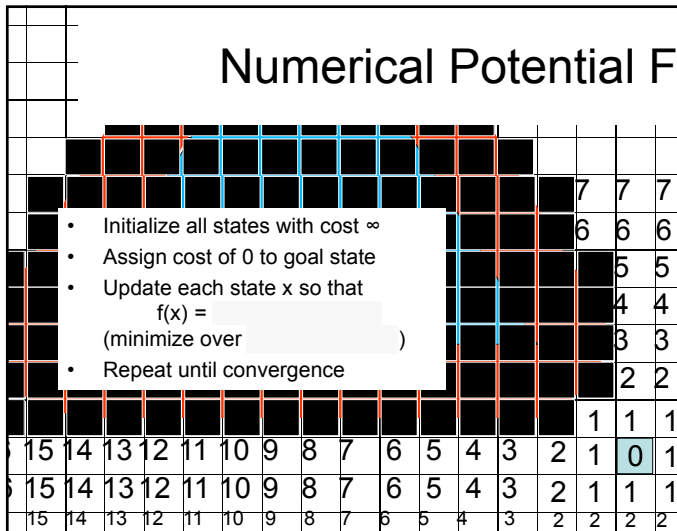 Numerical Potential F
7 7 7
6 6 6
5 5
4 4
3 3
2 2
• Initialize all states with cost ∞
• Assign cost of 0 to goal state
• Update each state x so that
f(x) =
(minimize over )
• Repeat until convergence
1 1 1
15 14 13 12 11 10 9 8 7 6 5 4 3 2 1 0 1
15 14 13 12 11 10 9 8 7 6 5 4 3 2 1 1 1
15 14 13 12 11 10 9 8 7 6 5 4 3 2 2 2 2